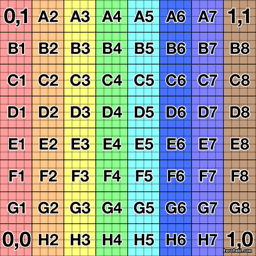 0,1 A2 A3 A4 A5 A6 A7 1,1
B1 B2 B3 B4 B5 B6 B7 B8
C1 C2 C3 C4 C5 C6 C7 C8
D1 D2 D3 D4 D5 D6 D7 D8
E1 E2 E3 E4 E5 E6 E7 E8
F1 F2 F3 F4 F5 F6 F7 F8
G1 G2 G3 G4 G5 G6 G7 G8
0,0 H2 H3 H4 H5 H6 H7 1,0